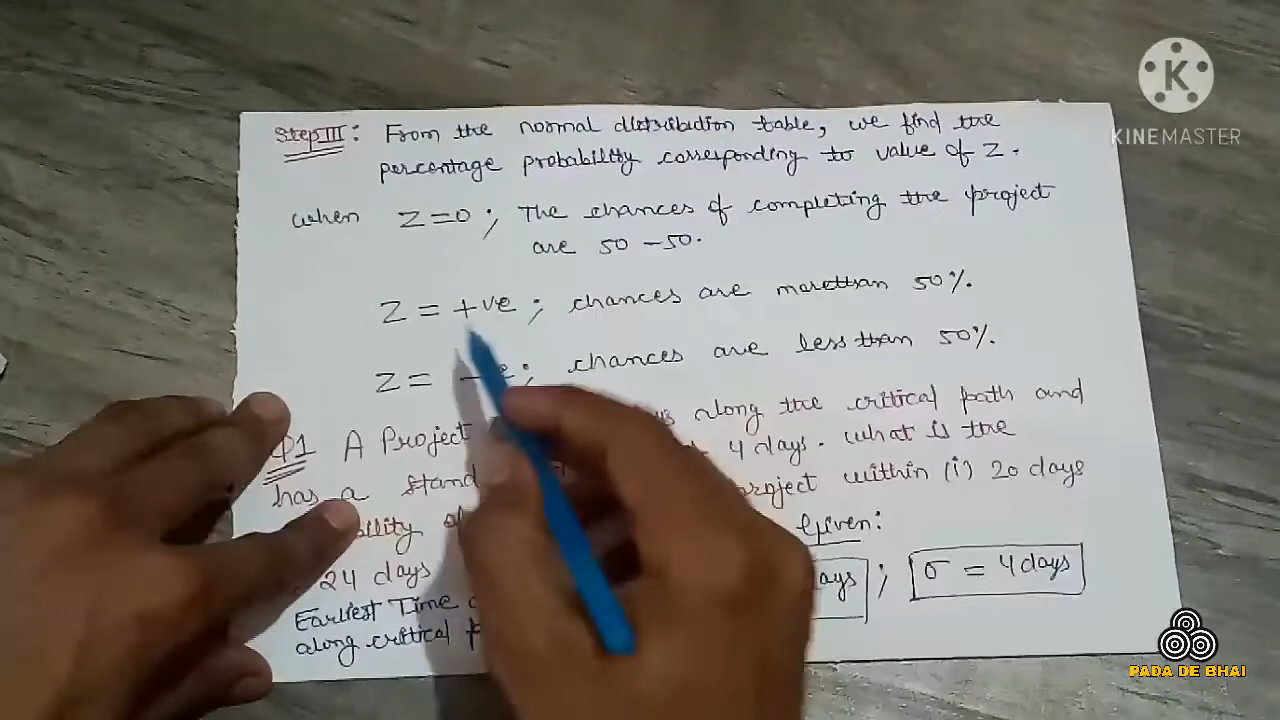 Step III: From the normal distribution table, we find the
percentage probability corresponding to value of Z.
when Z = 0; The chances of completing the project
are 50 - 50.
Z = +ve; chances are more than 50%.
Z = - e; chances are less than 50%.
Q1 A Project along the critical path and
has a 4 days. What is the
project within (i) 20 days
24 days Given:
σ = 4 days
Earliest Time
along critical
K
KINEMASTER
PADA DE BHAI